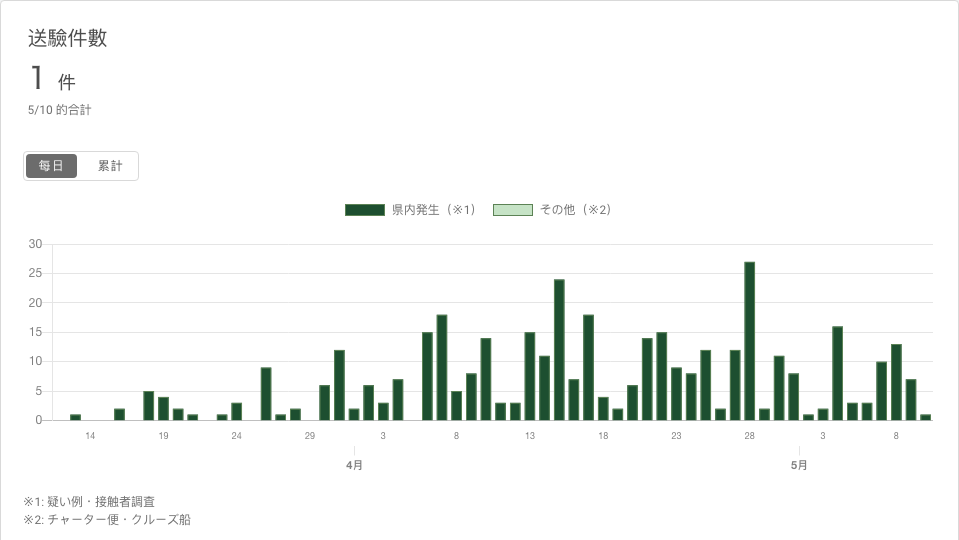 送驗件數
1 件
5/10 的合計
每日 累計
県内発生（※1） その他（※2）
30
25
20
15
10
5
0
14 19 24 29 3 8 13 18 23 28 3 8
4月 5月
※1: 疑い例・接触者調査
※2: チャーター便・クルーズ船